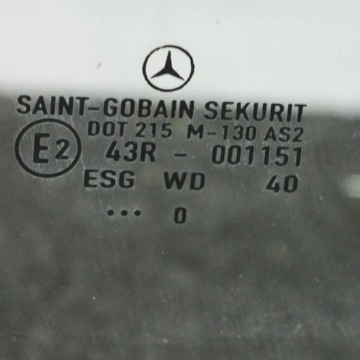 SAINT-GOBAIN SEKURIT
DOT 215 M-130 AS2
E2 43R - 001151
ESG WD 40
... 0